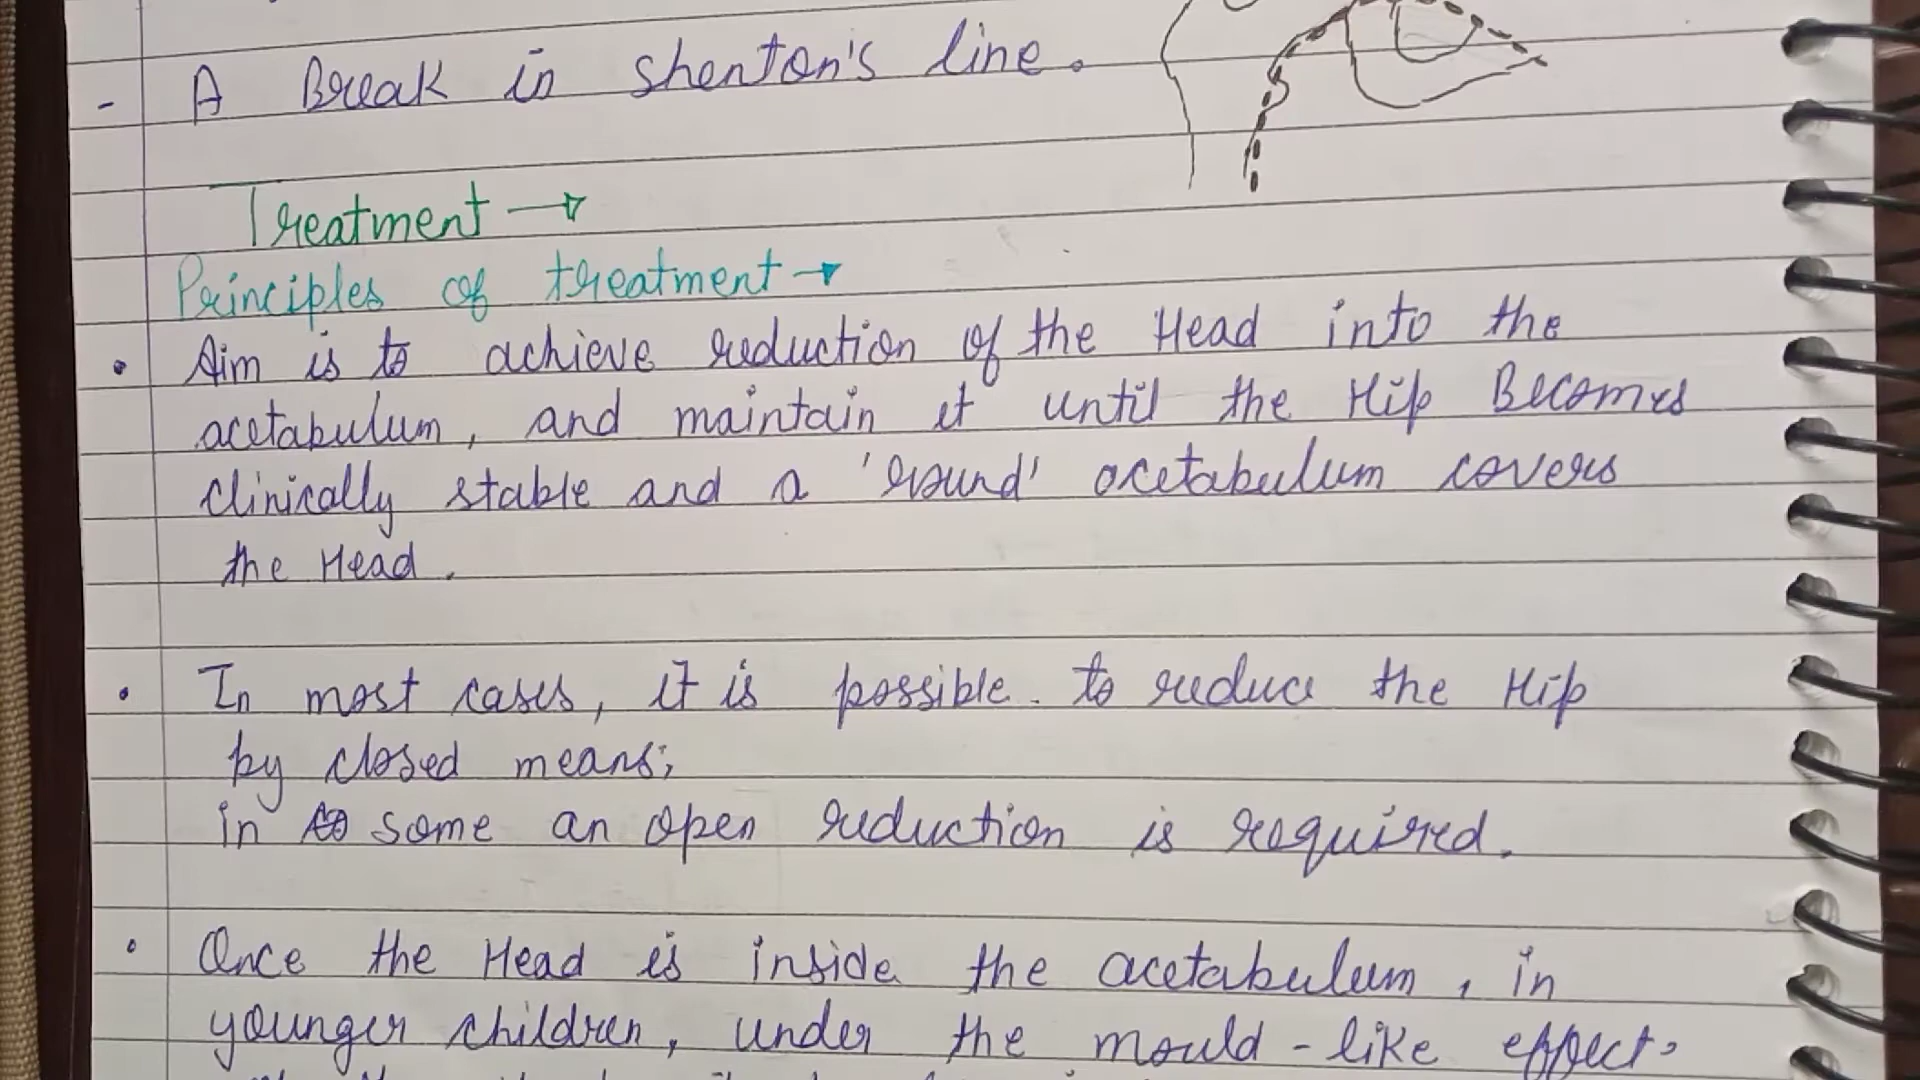 - A Break in shenton's line.
Treatment →
Principles of treatment →
• Aim is to achieve reduction of the Head into the
acetabulum, and maintain it until the Hip Becomes
clinically stable and a 'round' acetabulum covers
the Head.
• In most cases, it is possible. to reduce the Hip
by closed means;
in some an open reduction is required.
• Once the Head is inside the acetabulum, in
younger children, under the mould-like effect